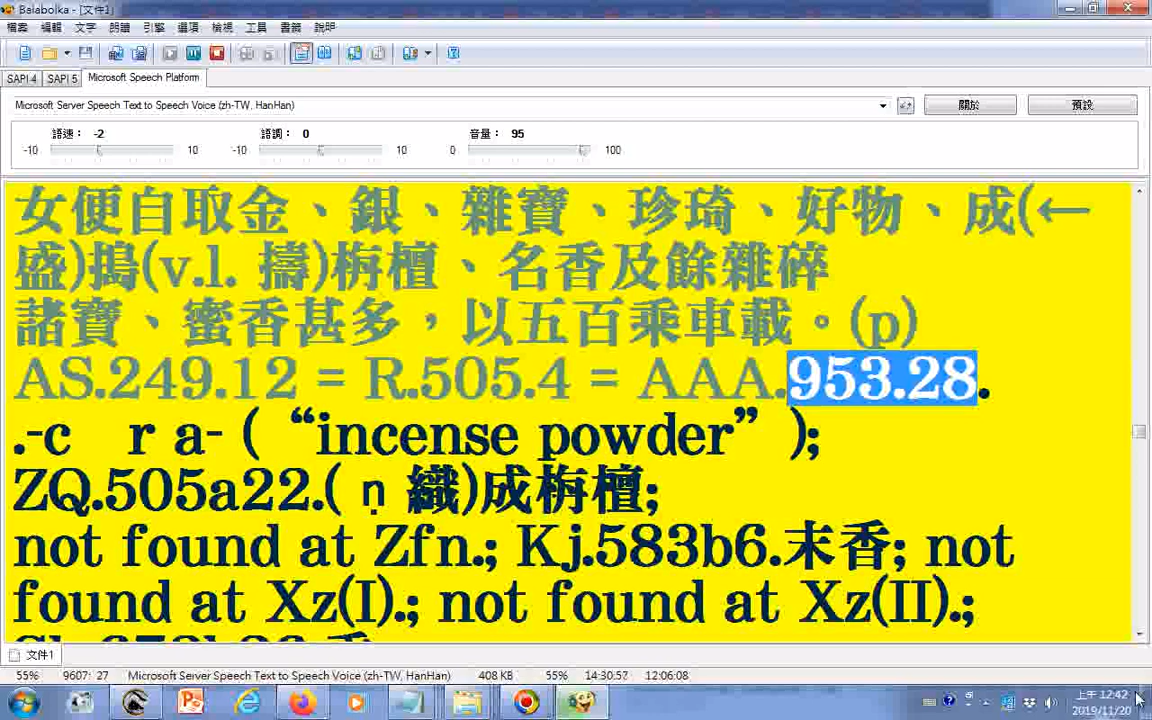 Balabolka - [文件1]
檔案 編輯 文字 朗讀 引擎 選項 檢視 工具 書籤 說明
SAPI 4 SAPI 5 Microsoft Speech Platform
Microsoft Server Speech Text to Speech Voice (zh-TW, HanHan) 關於 預設
語速： -2 語調： 0 音量： 95
-10 10 -10 10 0 100
女便自取金、銀、雜寶、珍琦、好物、成(←
盛)搗(v.l. 擣)栴檀、名香及餘雜碎
諸寶、蜜香甚多，以五百乘車載。(p)
AS.249.12 = R.505.4 = AAA.953.28.
.-c r a- (“incense powder”);
ZQ.505a22.( ṇ 織)成栴檀;
not found at Zfn.; Kj.583b6.末香; not
found at Xz(I).; not found at Xz(II).;
文件1
55% 9607: 27 Microsoft Server Speech Text to Speech Voice (zh-TW, HanHan) 408 KB 55% 14:30:57 12:06:08
上午 12:42
2019/11/20